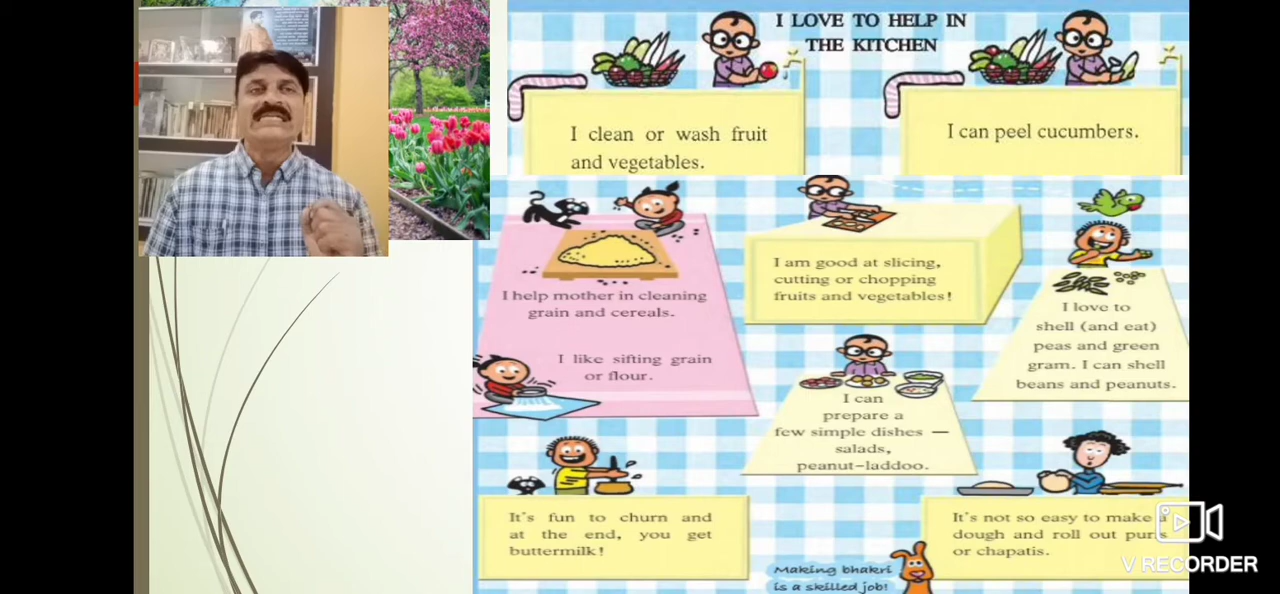 I LOVE TO HELP IN
THE KITCHEN
I clean or wash fruit
and vegetables.
I can peel cucumbers.
I help mother in cleaning
grain and cereals.
I like sifting grain
or flour.
I am good at slicing,
cutting or chopping
fruits and vegetables!
I love to
shell (and eat)
peas and green
gram. I can shell
beans and peanuts.
I can
prepare a
few simple dishes —
salads,
peanut-laddoo.
It's fun to churn and
at the end, you get
buttermilk!
It's not so easy to make a
dough and roll out puris
or chapatis.
Making bhakri
is a skilled job!
V RECORDER